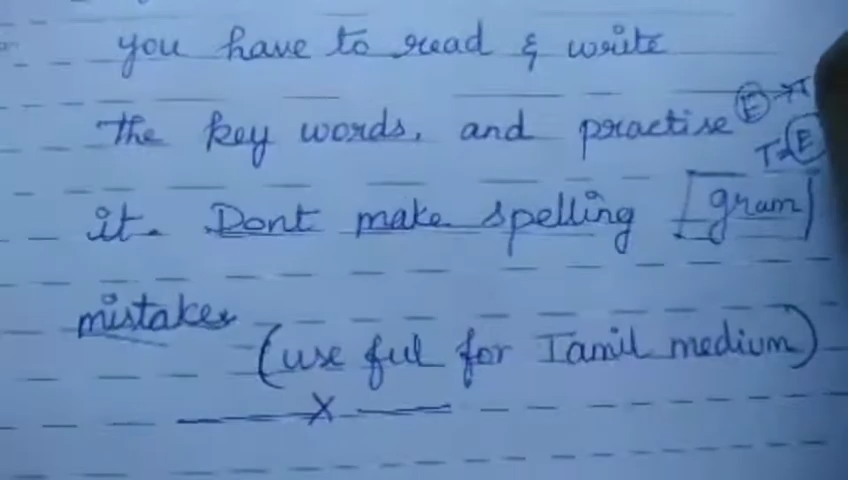 you have to read & write
the key words, and practise E→T
T→E
it. Dont make spelling gram
mistakes
(use ful for Tamil medium)
x